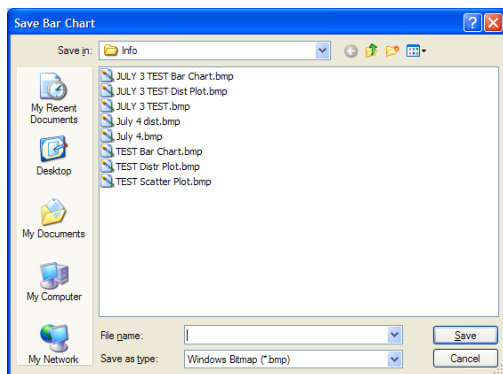 Save Bar Chart
Save in: Info
JULY 3 TEST Bar Chart.bmp
JULY 3 TEST Dist Plot.bmp
JULY 3 TEST.bmp
July 4 dist.bmp
July 4.bmp
TEST Bar Chart.bmp
TEST Distr Plot.bmp
TEST Scatter Plot.bmp
My Recent
Documents
Desktop
My Documents
My Computer
My Network
File name:
Save
Save as type: Windows Bitmap (*.bmp)
Cancel